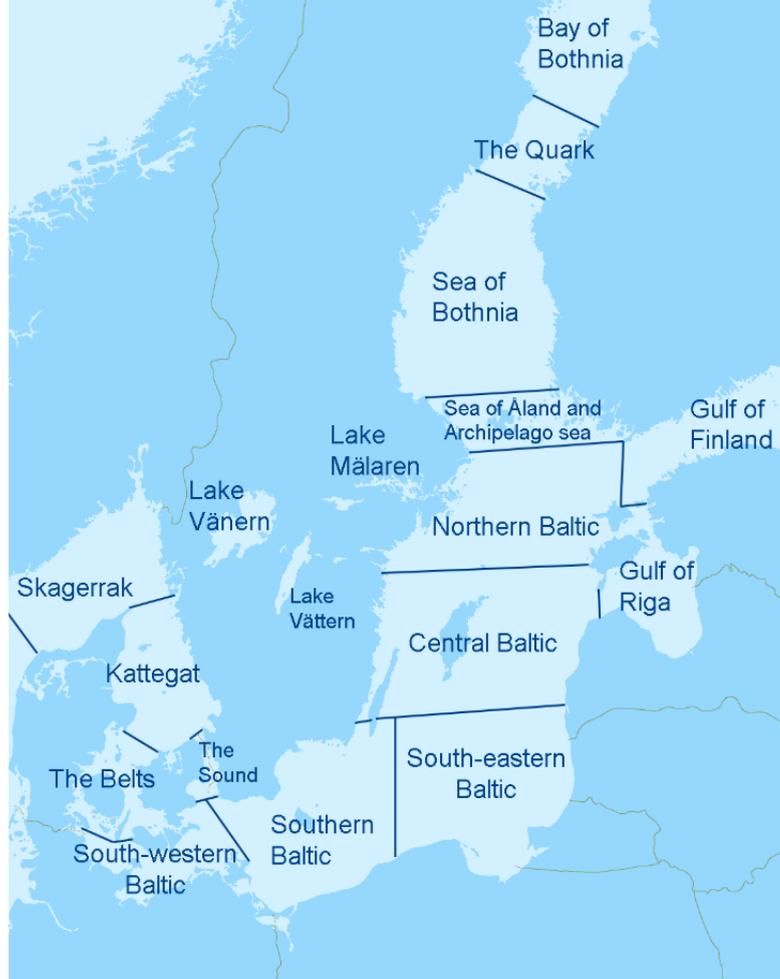 Bay of
Bothnia
The Quark
Sea of
Bothnia
Sea of Åland and
Archipelago sea
Gulf of
Finland
Lake
Mälaren
Lake
Vänern
Northern Baltic
Skagerrak
Lake
Vättern
Gulf of
Riga
Central Baltic
Kattegat
The
Sound
The Belts
South-eastern
Baltic
Southern
Baltic
South-western
Baltic